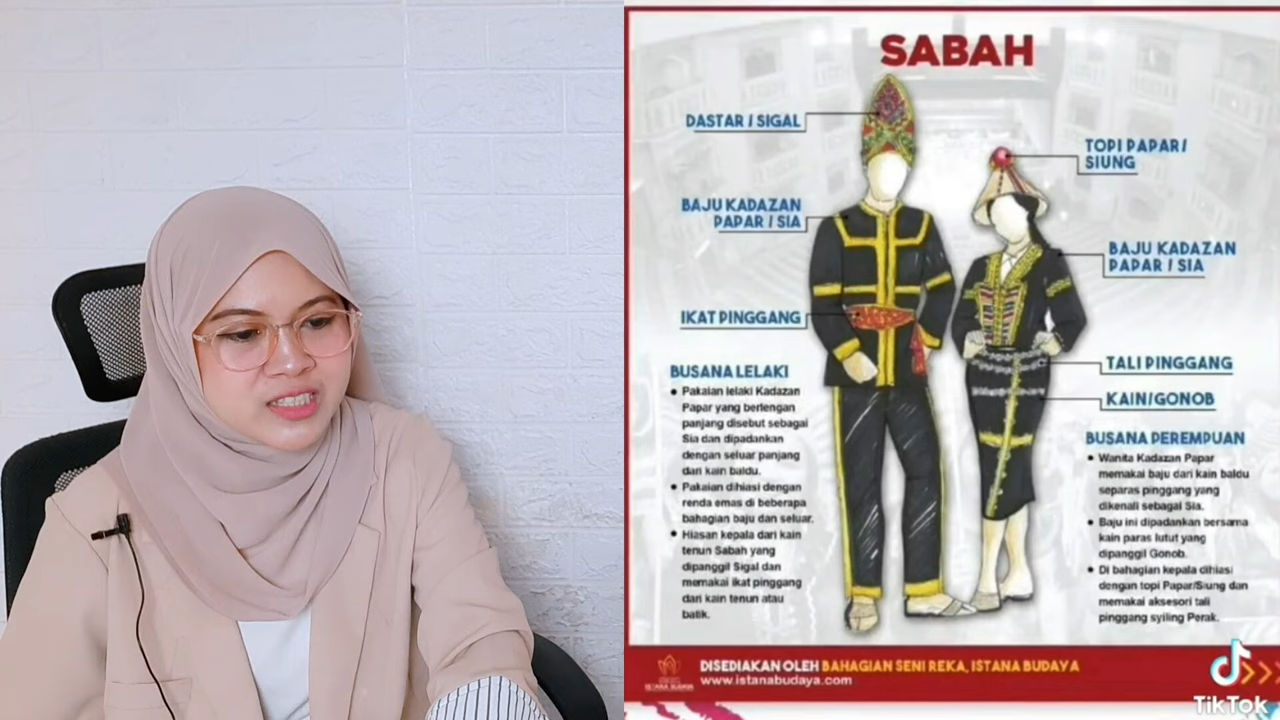 SABAH
DASTAR / SIGAL
BAJU KADAZAN
PAPAR / SIA
IKAT PINGGANG
BUSANA LELAKI
• Pakaian lelaki Kadazan
Papar yang berlengan
panjang disebut sebagai
Sia dan dipadankan
dengan seluar panjang
dari kain baldu.
• Pakaian dihiasi dengan
renda emas di beberapa
bahagian baju dan seluar.
• Hiasan kepala dari kain
tenun Sabah yang
dipanggil Sigal dan
memakai ikat pinggang
dari kain tenun atau
batik.
TOPI PAPAR /
SIUNG
BAJU KADAZAN
PAPAR / SIA
TALI PINGGANG
KAIN/GONOB
BUSANA PEREMPUAN
• Wanita Kadazan Papar
memakai baju dari kain baldu
separas pinggang yang
dikenali sebagai Sia.
• Baju ini dipadankan bersama
kain paras lutut yang
dipanggil Gonob.
• Di bahagian kepala dihiasi
dengan topi Papar/Siung dan
memakai aksesori tali
pinggang syiling Perak.
ISTANA BUDAYA
DISEDIAKAN OLEH BAHAGIAN SENI REKA, ISTANA BUDAYA
www.istanabudaya.com
TikTok